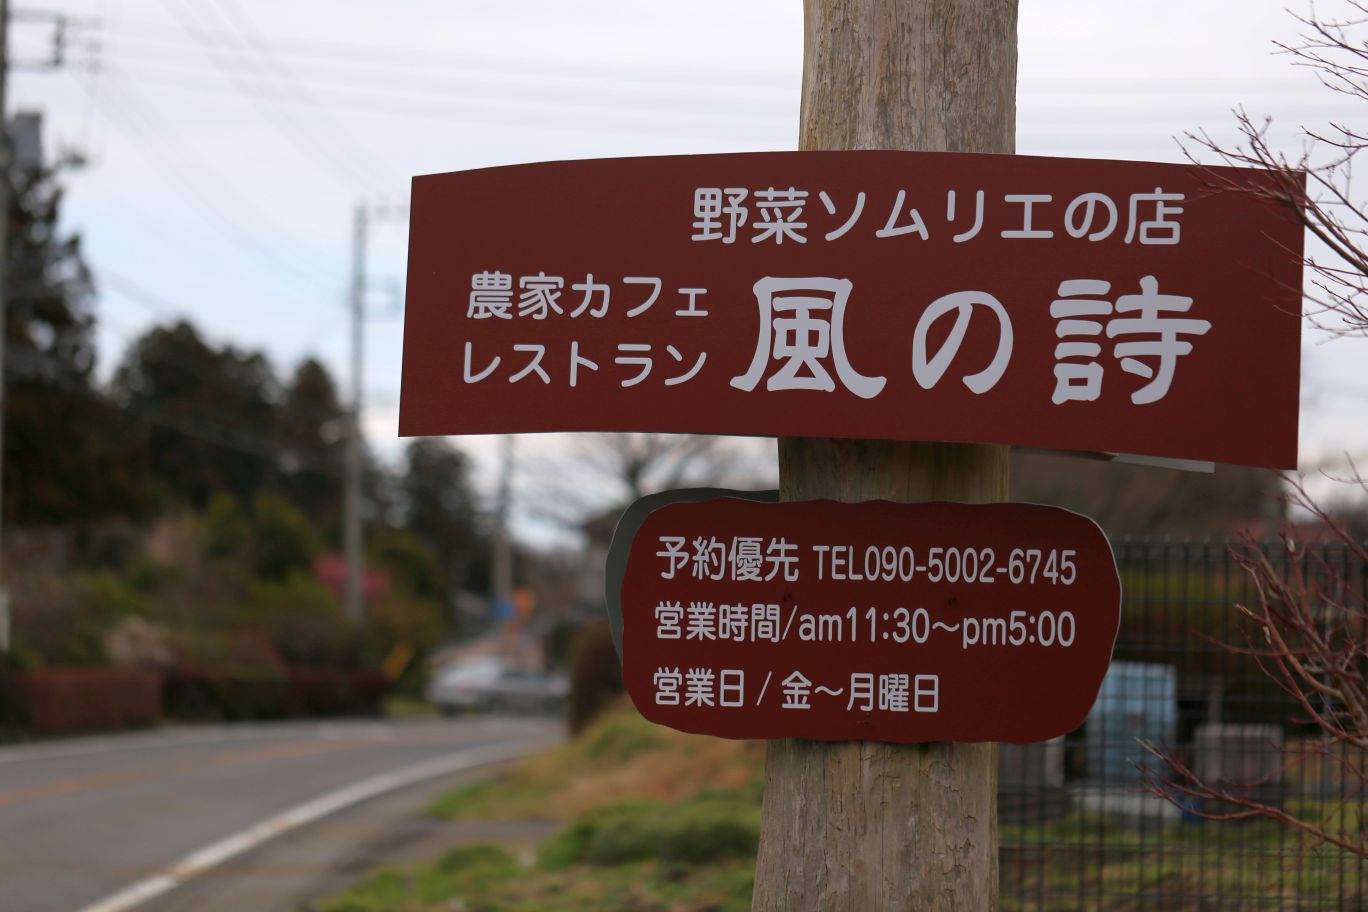 野菜ソムリエの店
農家カフェ
レストラン
風の詩
予約優先 TEL090-5002-6745
営業時間/am11:30～pm5:00
営業日/金～月曜日